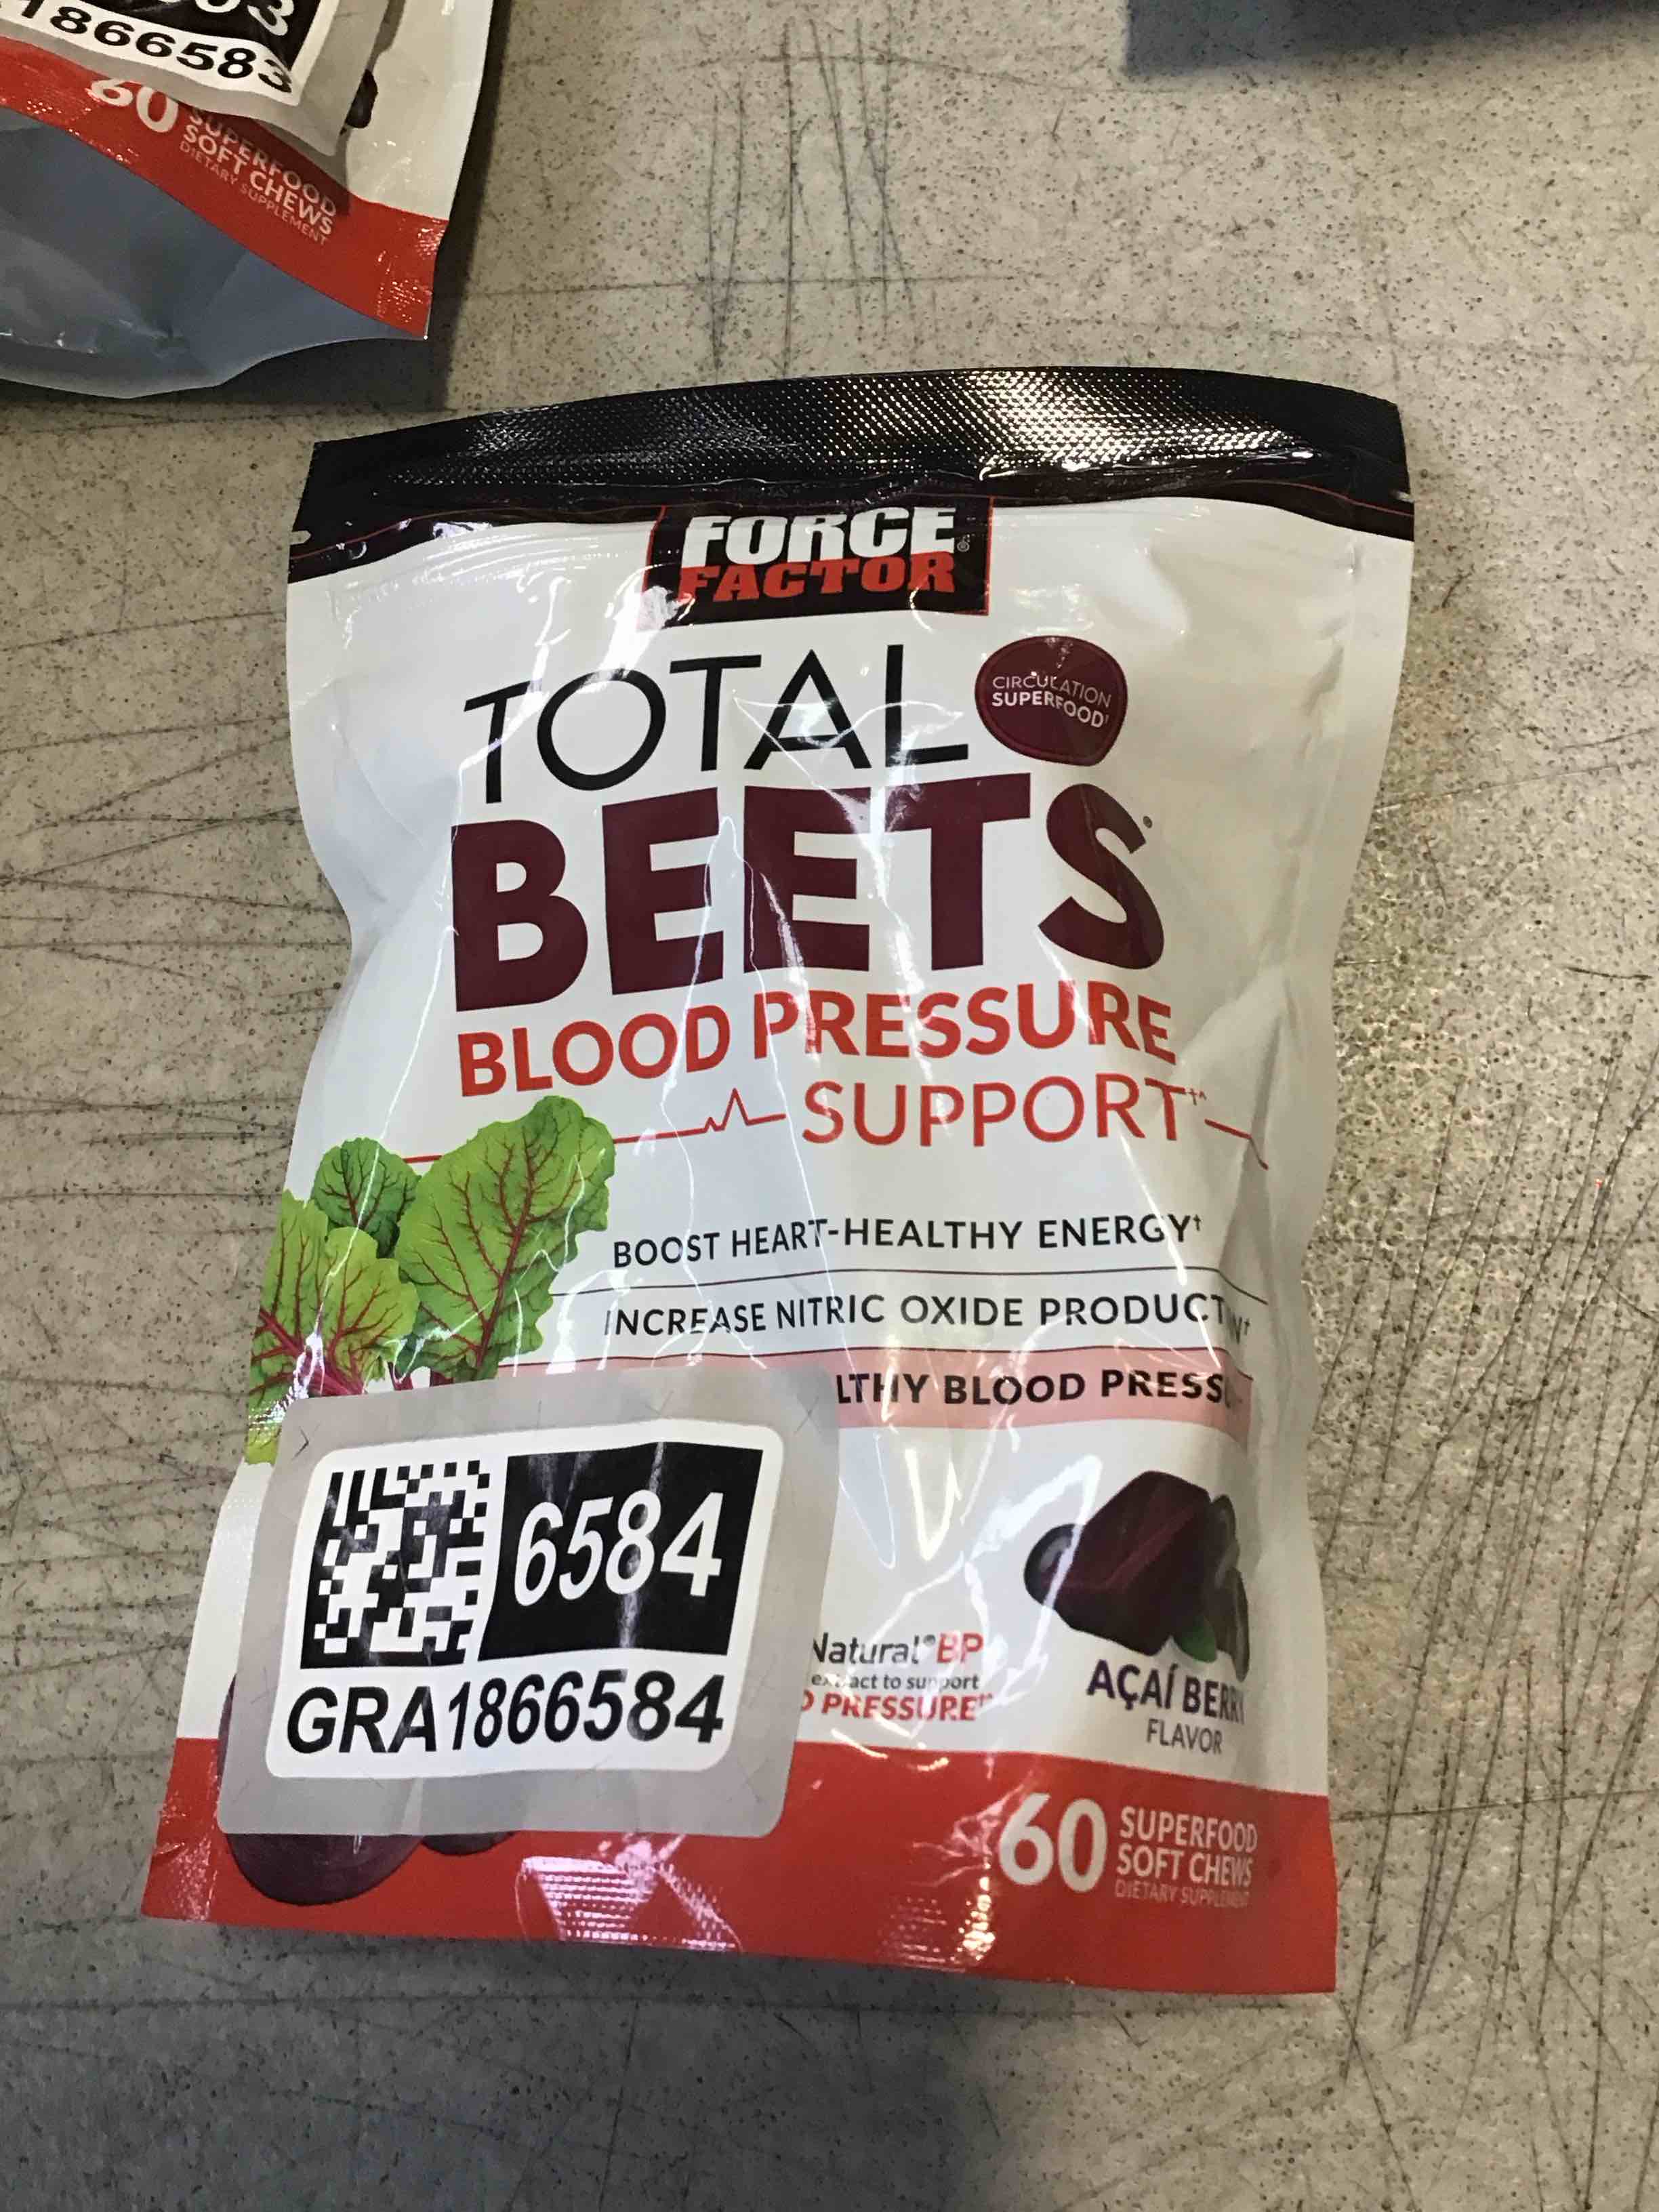 1866583
60 SUPERFOOD
SOFT CHEWS
DIETARY SUPPLEMENT
FORCE
FACTOR
TOTAL
CIRCULATION
SUPERFOOD†
BEETS
BLOOD PRESSURE
SUPPORT†^
BOOST HEART-HEALTHY ENERGY†
INCREASE NITRIC OXIDE PRODUCT
LTHY BLOOD PRESS
6584
GRA1866584
Natural® BP
extract to support
D PRESSURE†^
AÇAÍ BERRY
FLAVOR
60 SUPERFOOD
SOFT CHEWS
DIETARY SUPPLEMENT